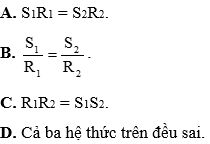 A. S1R1 = S2R2.
B. S₁/R₁ = S₂/R₂.
C. R1R2 = S1S2.
D. Cả ba hệ thức trên đều sai.